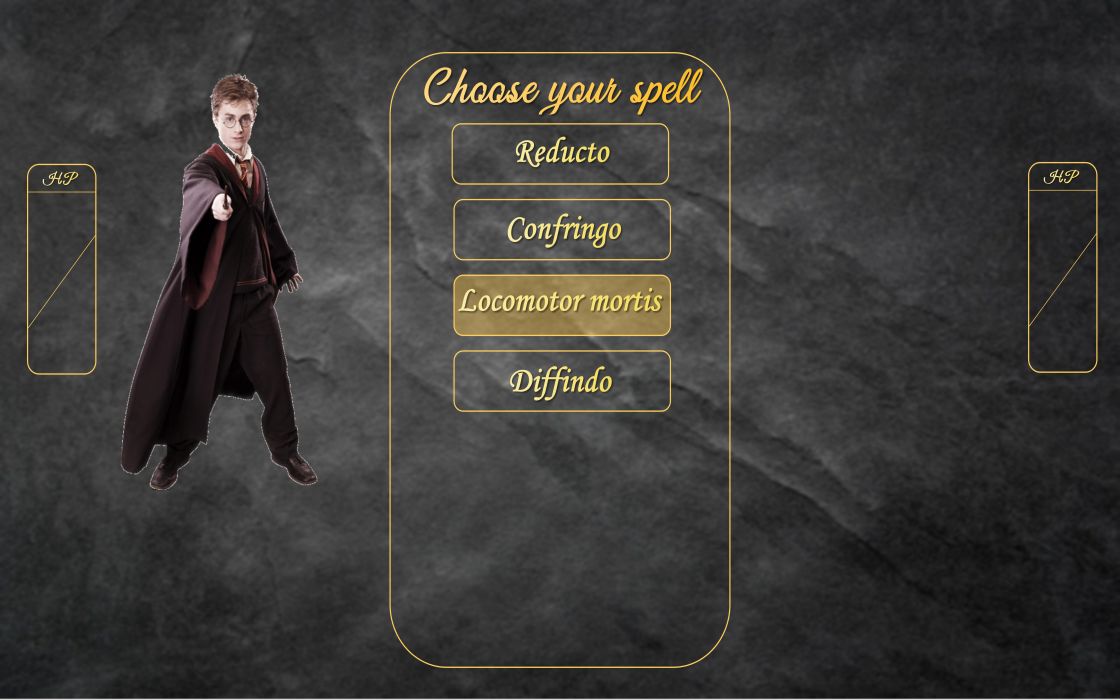 Choose your spell
HP
HP
Reducto
Confringo
Locomotor mortis
Diffindo